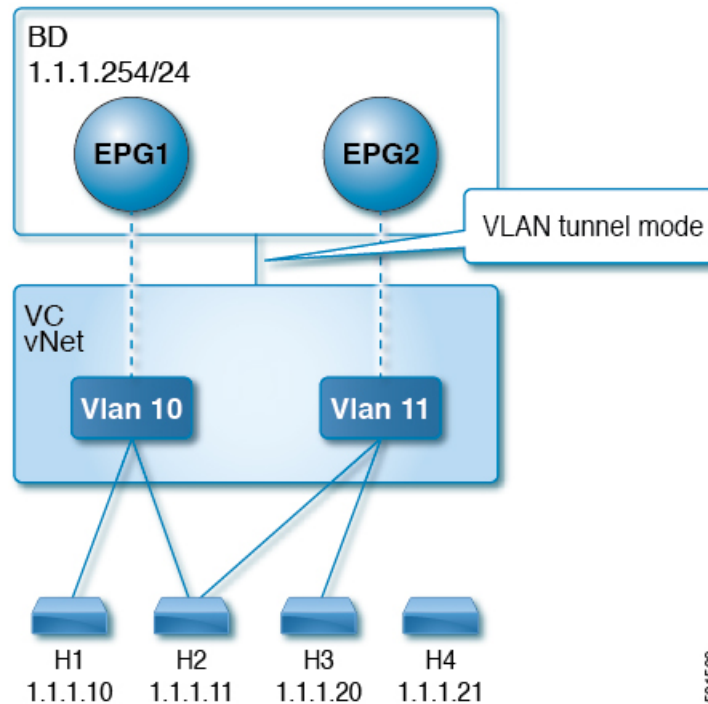 BD
1.1.1.254/24
EPG1
EPG2
VLAN tunnel mode
VC
vNet
Vlan 10
Vlan 11
H1
H2
H3
H4
1.1.1.10
1.1.1.11
1.1.1.20
1.1.1.21